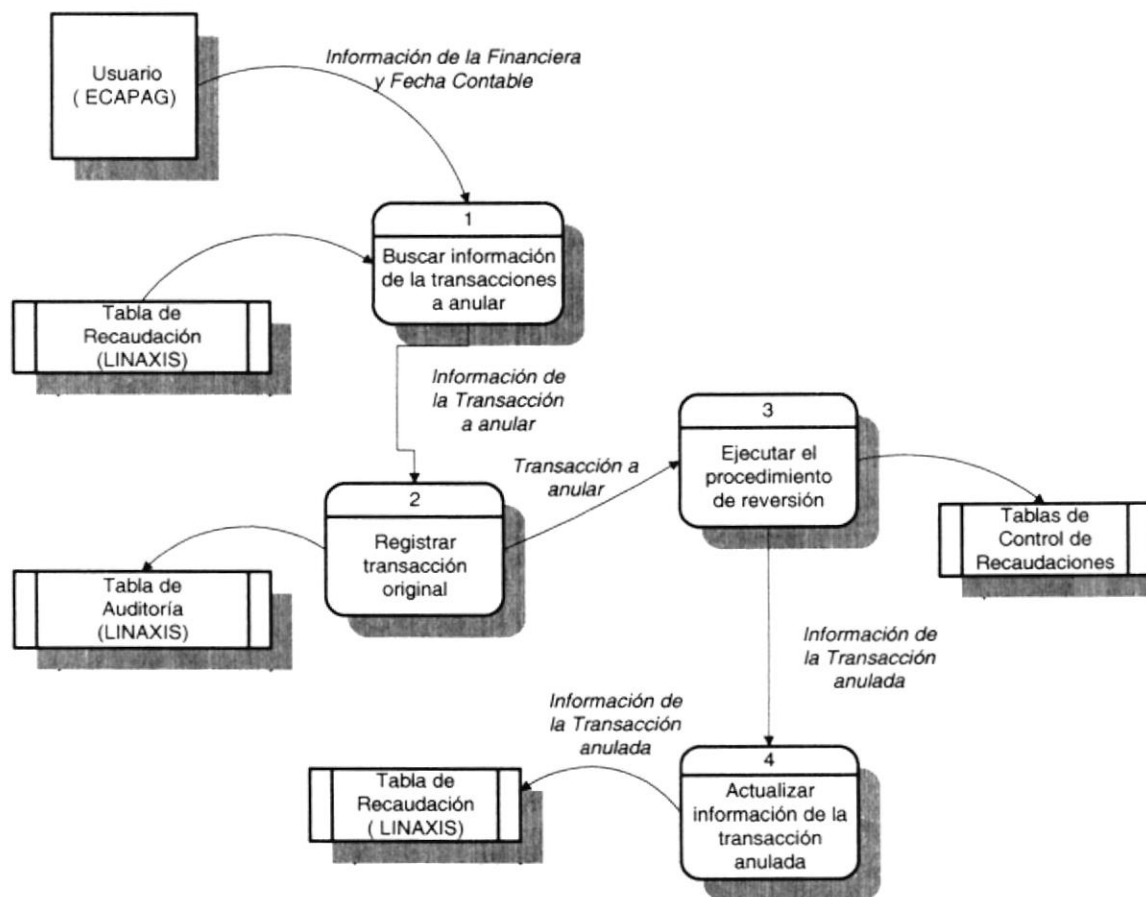 Usuario
( ECAPAG)
Información de la Financiera
y Fecha Contable
1
Buscar información
de la transacciones
a anular
Tabla de
Recaudación
(LINAXIS)
Información de
la Transacción
a anular
3
Ejecutar el
procedimiento
de reversión
Transacción a
anular
2
Registrar
transacción
original
Tablas de
Control de
Recaudaciones
Tabla de
Auditoría
(LINAXIS)
Información de
la Transacción
anulada
Información de
la Transacción
anulada
4
Actualizar
información de la
transacción
anulada
Tabla de
Recaudación
( LINAXIS)